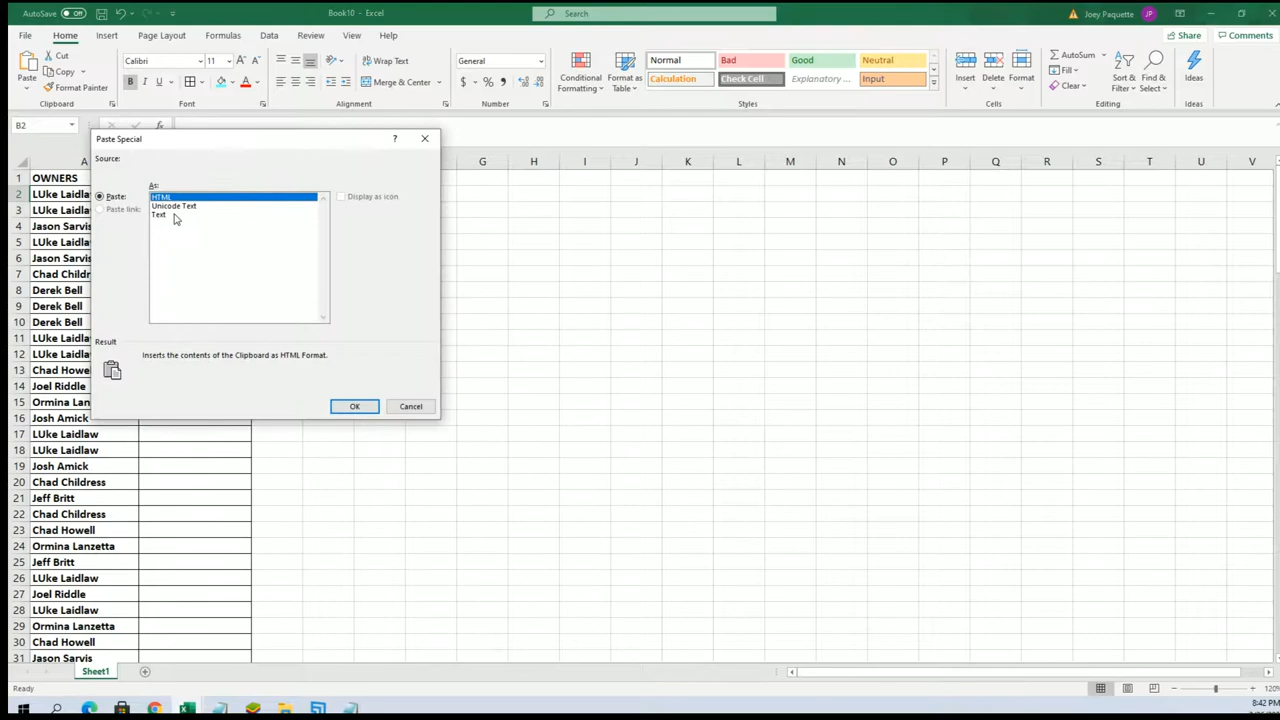 AutoSave Off Book10 - Excel Search Joey Paquette JP
File Home Insert Page Layout Formulas Data Review View Help Share Comments
Paste Cut Copy Format Painter Clipboard
Calibri 11 B I U A A Font
Wrap Text Merge & Center Alignment
General $ % , Number
Conditional Formatting Format as Table
Normal Bad Good Neutral
Calculation Check Cell Explanatory ... Input
Styles
Insert Delete Format Cells
AutoSum Fill Clear Sort & Filter Find & Select Editing
Ideas Ideas
B2 fx
Paste Special ?
Source:
As:
Paste:
Paste link:
HTML
Unicode Text
Text
Display as icon
Result
Inserts the contents of the Clipboard as HTML Format.
OK Cancel
A G H I J K L M N O P Q R S T U V
1 OWNERS
2 LUke Laidla
3 LUke Laidla
4 Jason Sarvis
5 LUke Laidla
6 Jason Sarvis
7 Chad Childr
8 Derek Bell
9 Derek Bell
10 Derek Bell
11 LUke Laidla
12 LUke Laidla
13 Chad Howe
14 Joel Riddle
15 Ormina Lan
16 Josh Amick
17 LUke Laidlaw
18 LUke Laidlaw
19 Josh Amick
20 Chad Childress
21 Jeff Britt
22 Chad Childress
23 Chad Howell
24 Ormina Lanzetta
25 Jeff Britt
26 LUke Laidlaw
27 Joel Riddle
28 LUke Laidlaw
29 Ormina Lanzetta
30 Chad Howell
31 Jason Sarvis
Sheet1
Ready 120%
8:42 PM